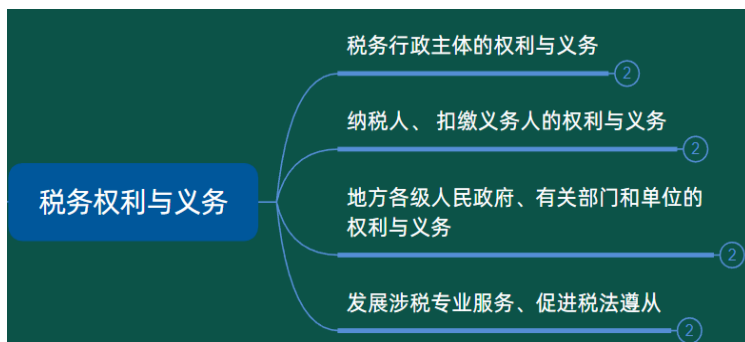 税务行政主体的权利与义务
2
纳税人、 扣缴义务人的权利与义务
2
税务权利与义务
地方各级人民政府、有关部门和单位的
权利与义务
2
发展涉税专业服务、促进税法遵从
2